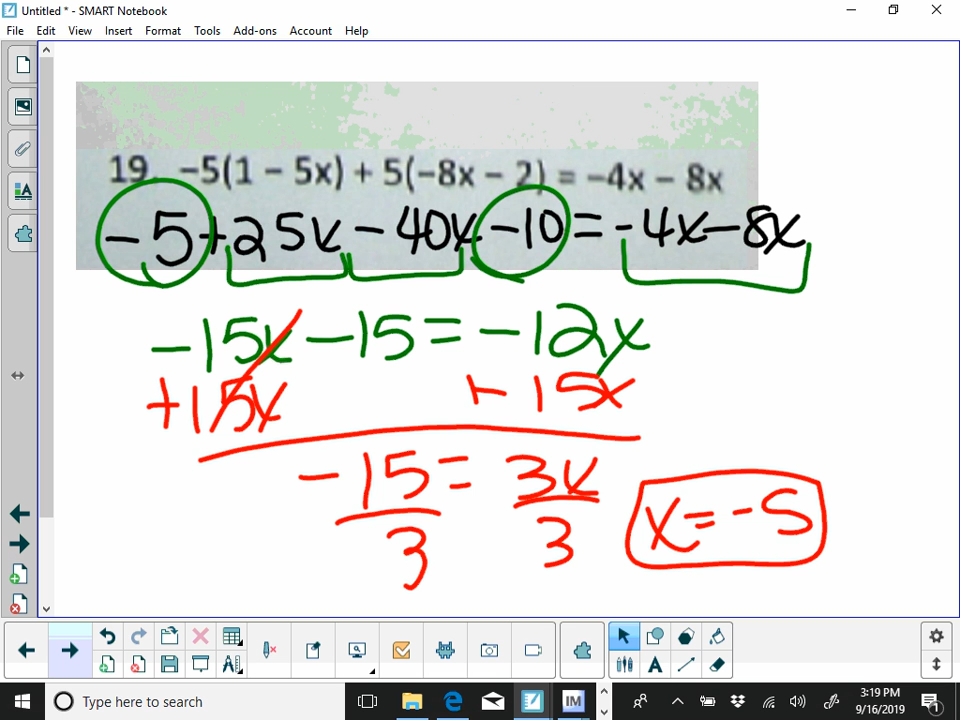 Untitled * - SMART Notebook
File Edit View Insert Format Tools Add-ons Account Help
19. -5(1 - 5x) + 5(-8x - 2) = -4x - 8x
-5+25x-40x-10=-4x-8x
-15x-15=-12x
+15x +15x
-15=3x
3 3
x=-5
Type here to search
3:19 PM
9/16/2019
IM
1